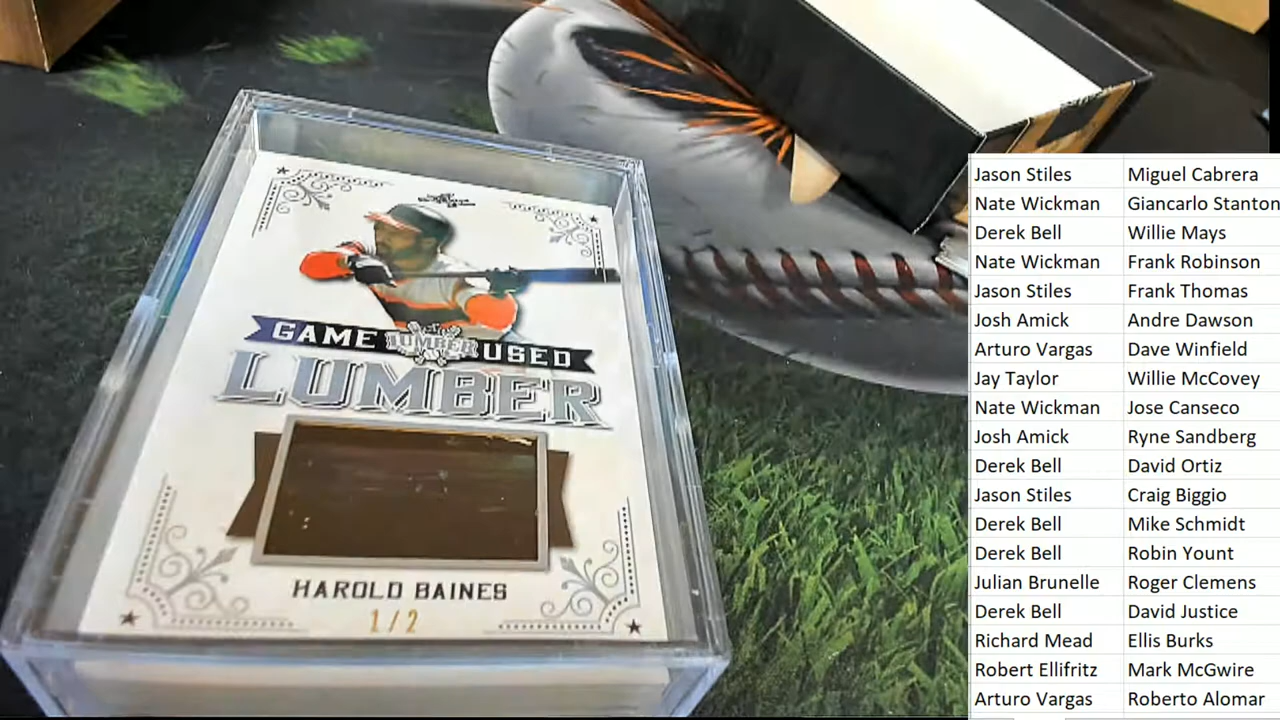 GAME LUMBER USED
LUMBER
HAROLD BAINES
1/2
Jason Stiles Miguel Cabrera
Nate Wickman Giancarlo Stanton
Derek Bell Willie Mays
Nate Wickman Frank Robinson
Jason Stiles Frank Thomas
Josh Amick Andre Dawson
Arturo Vargas Dave Winfield
Jay Taylor Willie McCovey
Nate Wickman Jose Canseco
Josh Amick Ryne Sandberg
Derek Bell David Ortiz
Jason Stiles Craig Biggio
Derek Bell Mike Schmidt
Derek Bell Robin Yount
Julian Brunelle Roger Clemens
Derek Bell David Justice
Richard Mead Ellis Burks
Robert Ellifritz Mark McGwire
Arturo Vargas Roberto Alomar